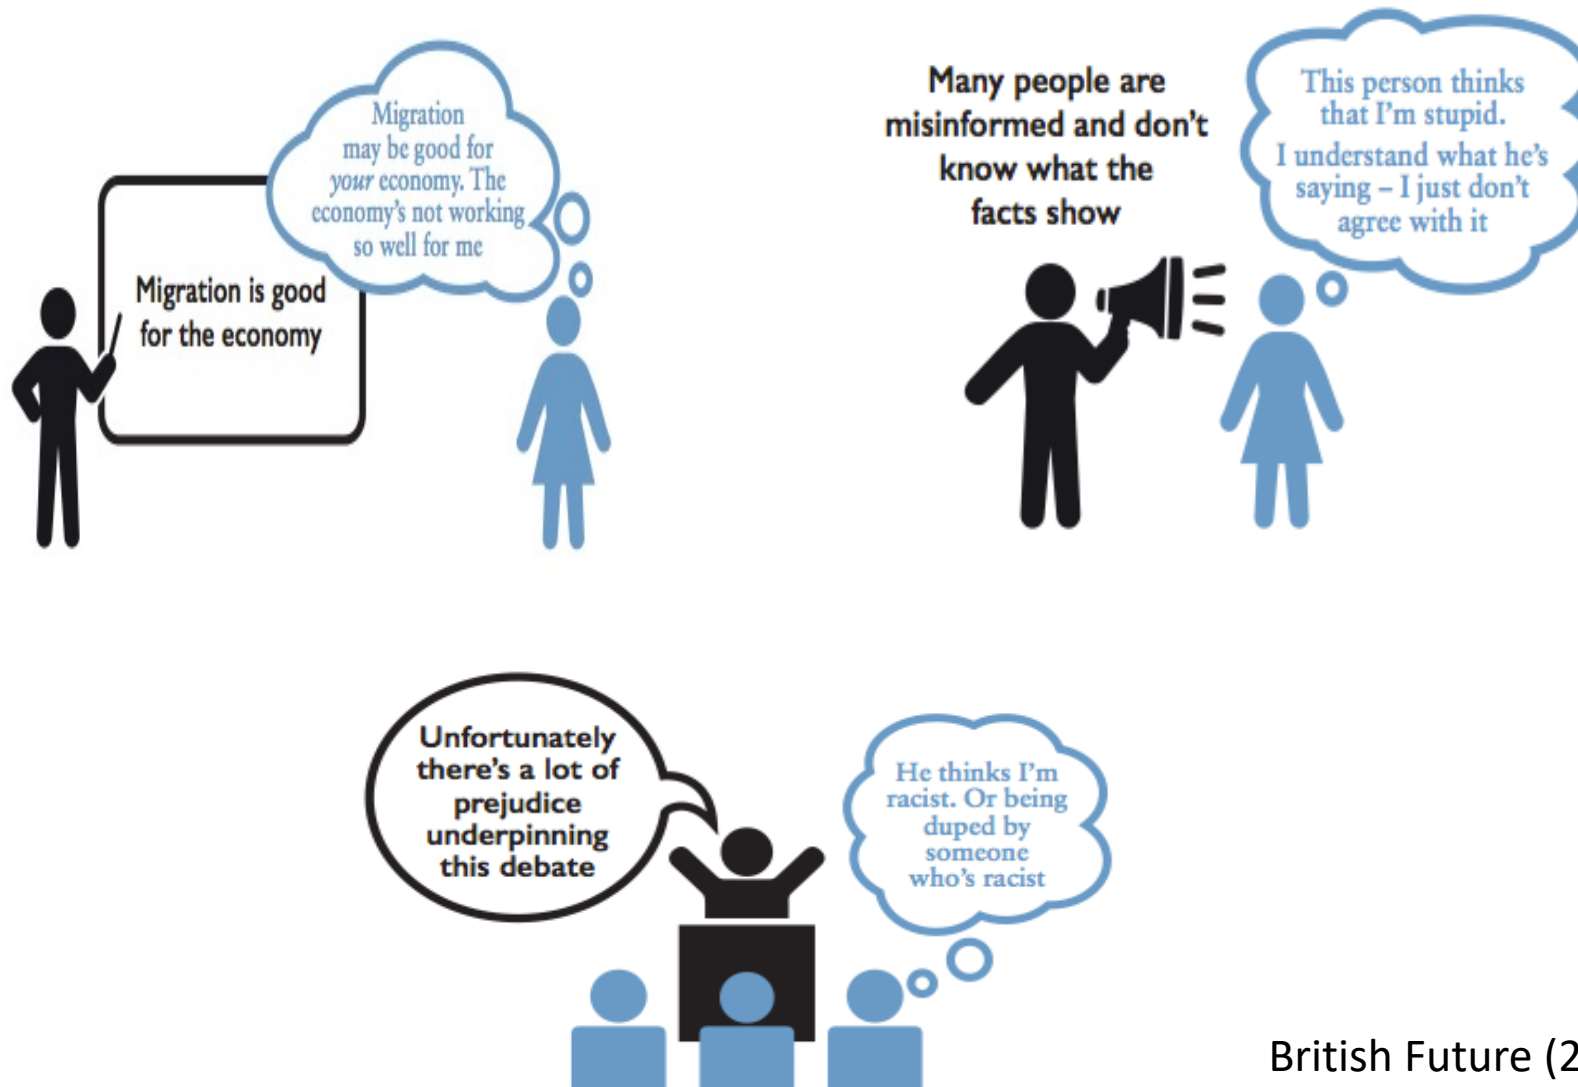 Migration
may be good for
your economy. The
economy's not working
so well for me
Migration is good
for the economy
Many people are
misinformed and don't
know what the
facts show
This person thinks
that I'm stupid.
I understand what he's
saying – I just don't
agree with it
Unfortunately
there's a lot of
prejudice
underpinning
this debate
He thinks I'm
racist. Or being
duped by
someone
who's racist
British Future (2